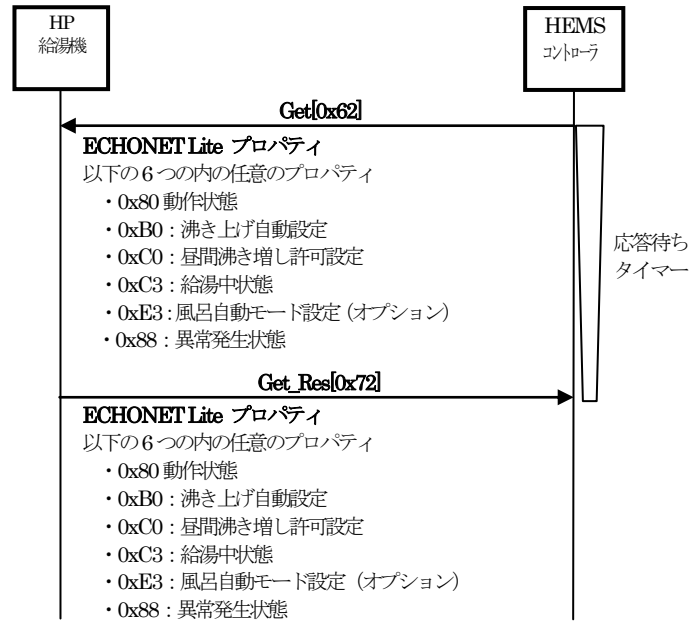 HP
給湯機
HEMS
コントローラ
Get[0x62]
ECHONET Lite プロパティ
以下の6つの内の任意のプロパティ
・0x80 動作状態
・0xB0：沸き上げ自動設定
・0xC0：昼間沸き増し許可設定
・0xC3：給湯中状態
・0xE3：風呂自動モード設定（オプション）
・0x88：異常発生状態
応答待ち
タイマー
Get_Res[0x72]
ECHONET Lite プロパティ
以下の6つの内の任意のプロパティ
・0x80 動作状態
・0xB0：沸き上げ自動設定
・0xC0：昼間沸き増し許可設定
・0xC3：給湯中状態
・0xE3：風呂自動モード設定（オプション）
・0x88：異常発生状態